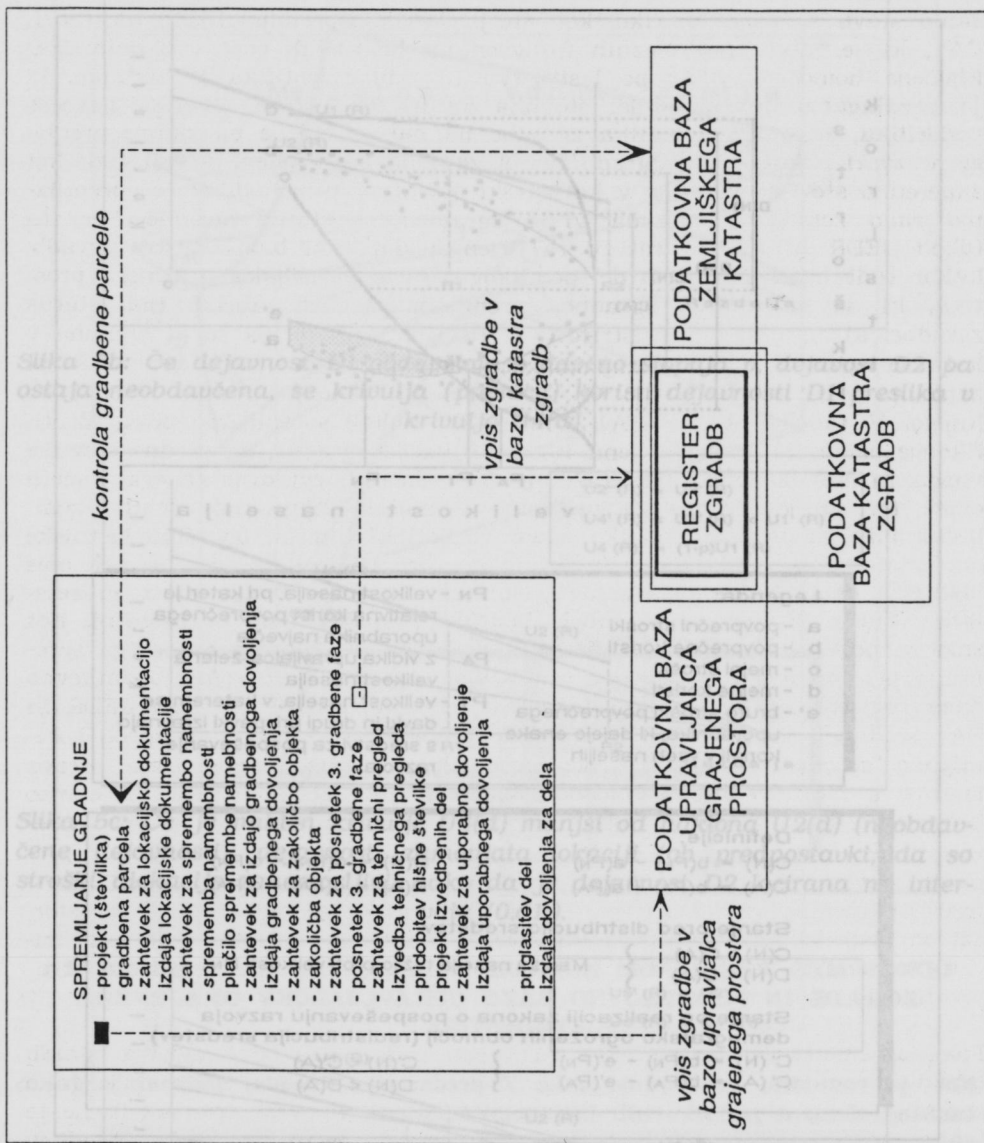 SPREMLJANJE GRADNJE
- projekt (številka)
- gradbena parcela
- zahtevek za lokacijsko dokumentacijo
- Izdaja lokacijske dokumentacije
- zahtevek za spremembo namembnosti
- sprememba namembnosti
- plačilo spremembe namebnosti
- zahtevek za izdajo gradbenega dovoljenja
- Izdaja gradbenega dovoljenja
- zahtevek za zakoličbo objekta
- zakoličba objekta
- zahtevek za posnetek 3. gradbene faze
- posnetek 3. gradbene faze
- zahtevek za tehnični pregled
- Izvedba tehničnega pregleda
- pridobitev hišne številke
- projekt izvedbenih del
- zahtevek za uporabno dovoljenje
- Izdaja uporabnega dovoljenja
- priglasitev del
- Izdaja dovoljenja za dela
kontrola gradbene parcele
vpis zgradbe v
bazo katastra
zgradb
vpis zgradbe v
bazo upravljalca
grajenega prostora
PODATKOVNA BAZA
UPRAVJALCA
GRAJENEGA
PROSTORA
REGISTER
ZGRADB
PODATKOVNA
BAZA KATASTRA
ZGRADB
PODATKOVNA BAZA
ZEMLJIŠKEGA
KATASTRA